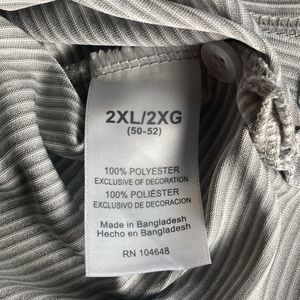 2XL/2XG
(50-52)
100% POLYESTER
EXCLUSIVE OF DECORATION
100% POLIÉSTER
EXCLUSIVO DE DECORACION
Made in Bangladesh
Hecho en Bangladesh
RN 104648